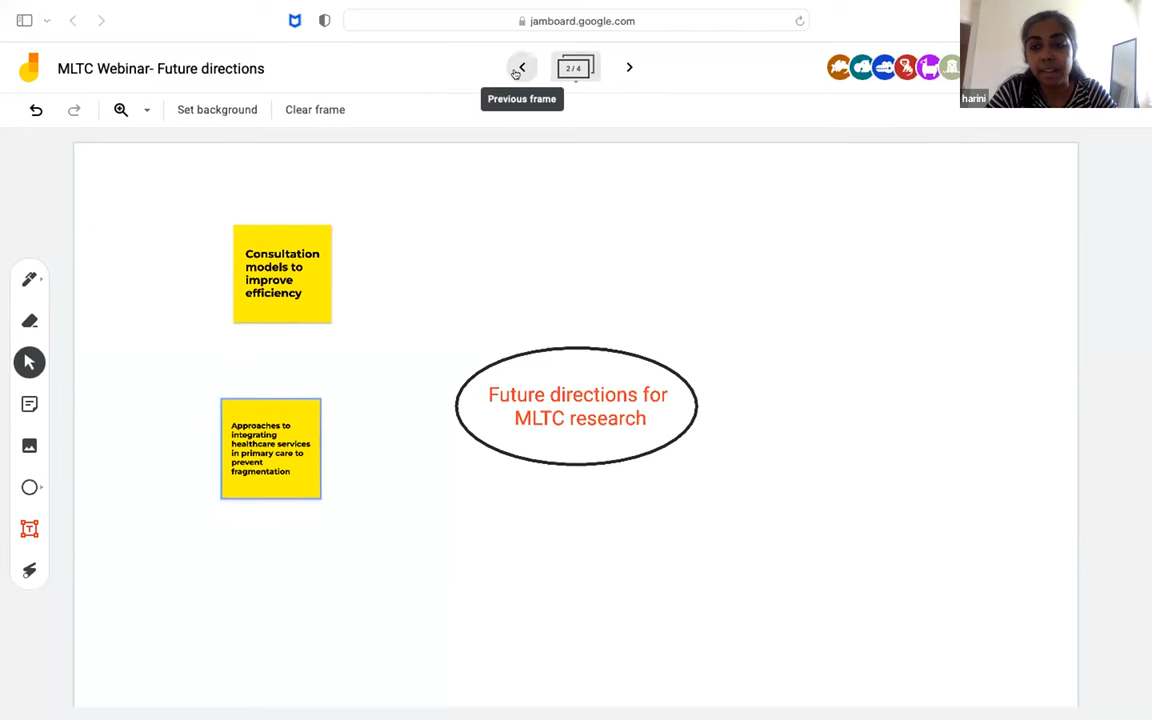 jamboard.google.com
MLTC Webinar- Future directions
2 / 4
Previous frame
harini
Set background
Clear frame
Consultation
models to
improve
efficiency
Approaches to
integrating
healthcare services
in primary care to
prevent
fragmentation
Future directions for
MLTC research
T